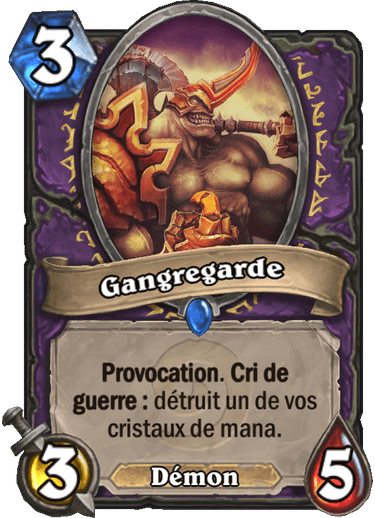 3
Gangregarde
Provocation. Cri de
guerre : détruit un de vos
cristaux de mana.
3
Démon
5